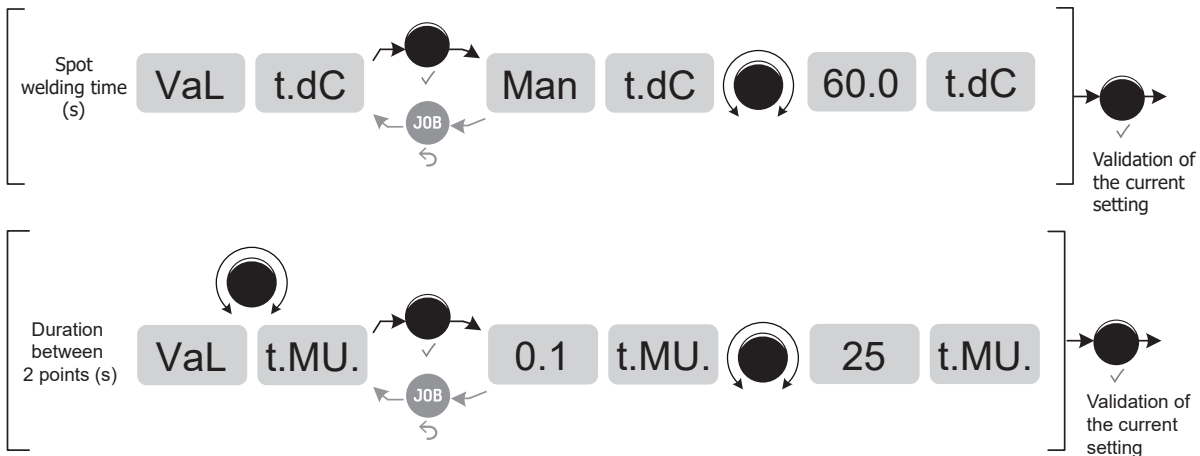 Spot
welding time
(s)
VaL t.dC Man t.dC 60.0 t.dC
JOB
Validation of
the current
setting
Duration
between
2 points (s)
VaL t.MU. 0.1 t.MU. 25 t.MU.
JOB
Validation of
the current
setting